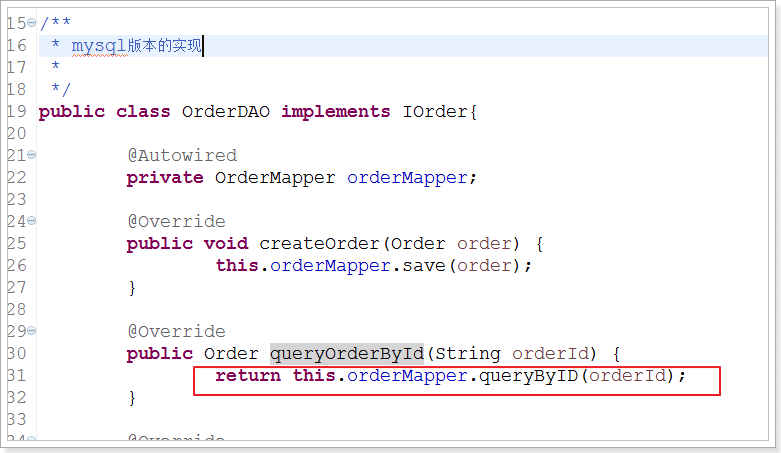 15 /**
16 * mysql版本的实现
17 *
18 */
19 public class OrderDAO implements IOrder{
20
21 @Autowired
22 private OrderMapper orderMapper;
23
24 @Override
25 public void createOrder(Order order) {
26 this.orderMapper.save(order);
27 }
28
29 @Override
30 public Order queryOrderById(String orderId) {
31 return this.orderMapper.queryByID(orderId);
32 }
33
34 @Override